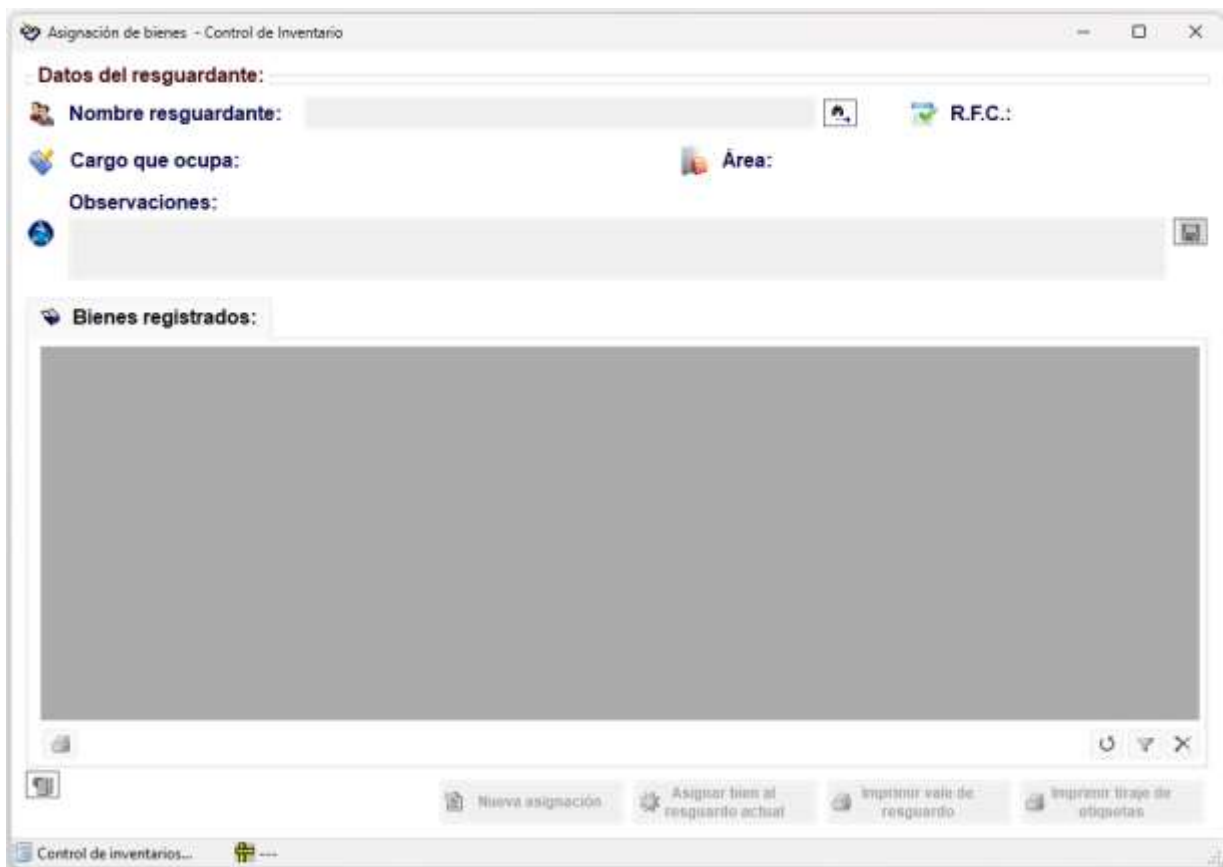 Asignación de bienes - Control de Inventario
Datos del resguardante:
Nombre resguardante:
R.F.C.:
Cargo que ocupa:
Área:
Observaciones:
Bienes registrados:
Nueva asignación
Asignar bien al
resguardo actual
Imprimir vale de
resguardo
Imprimir tiraje de
etiquetas
Control de inventarios...
---